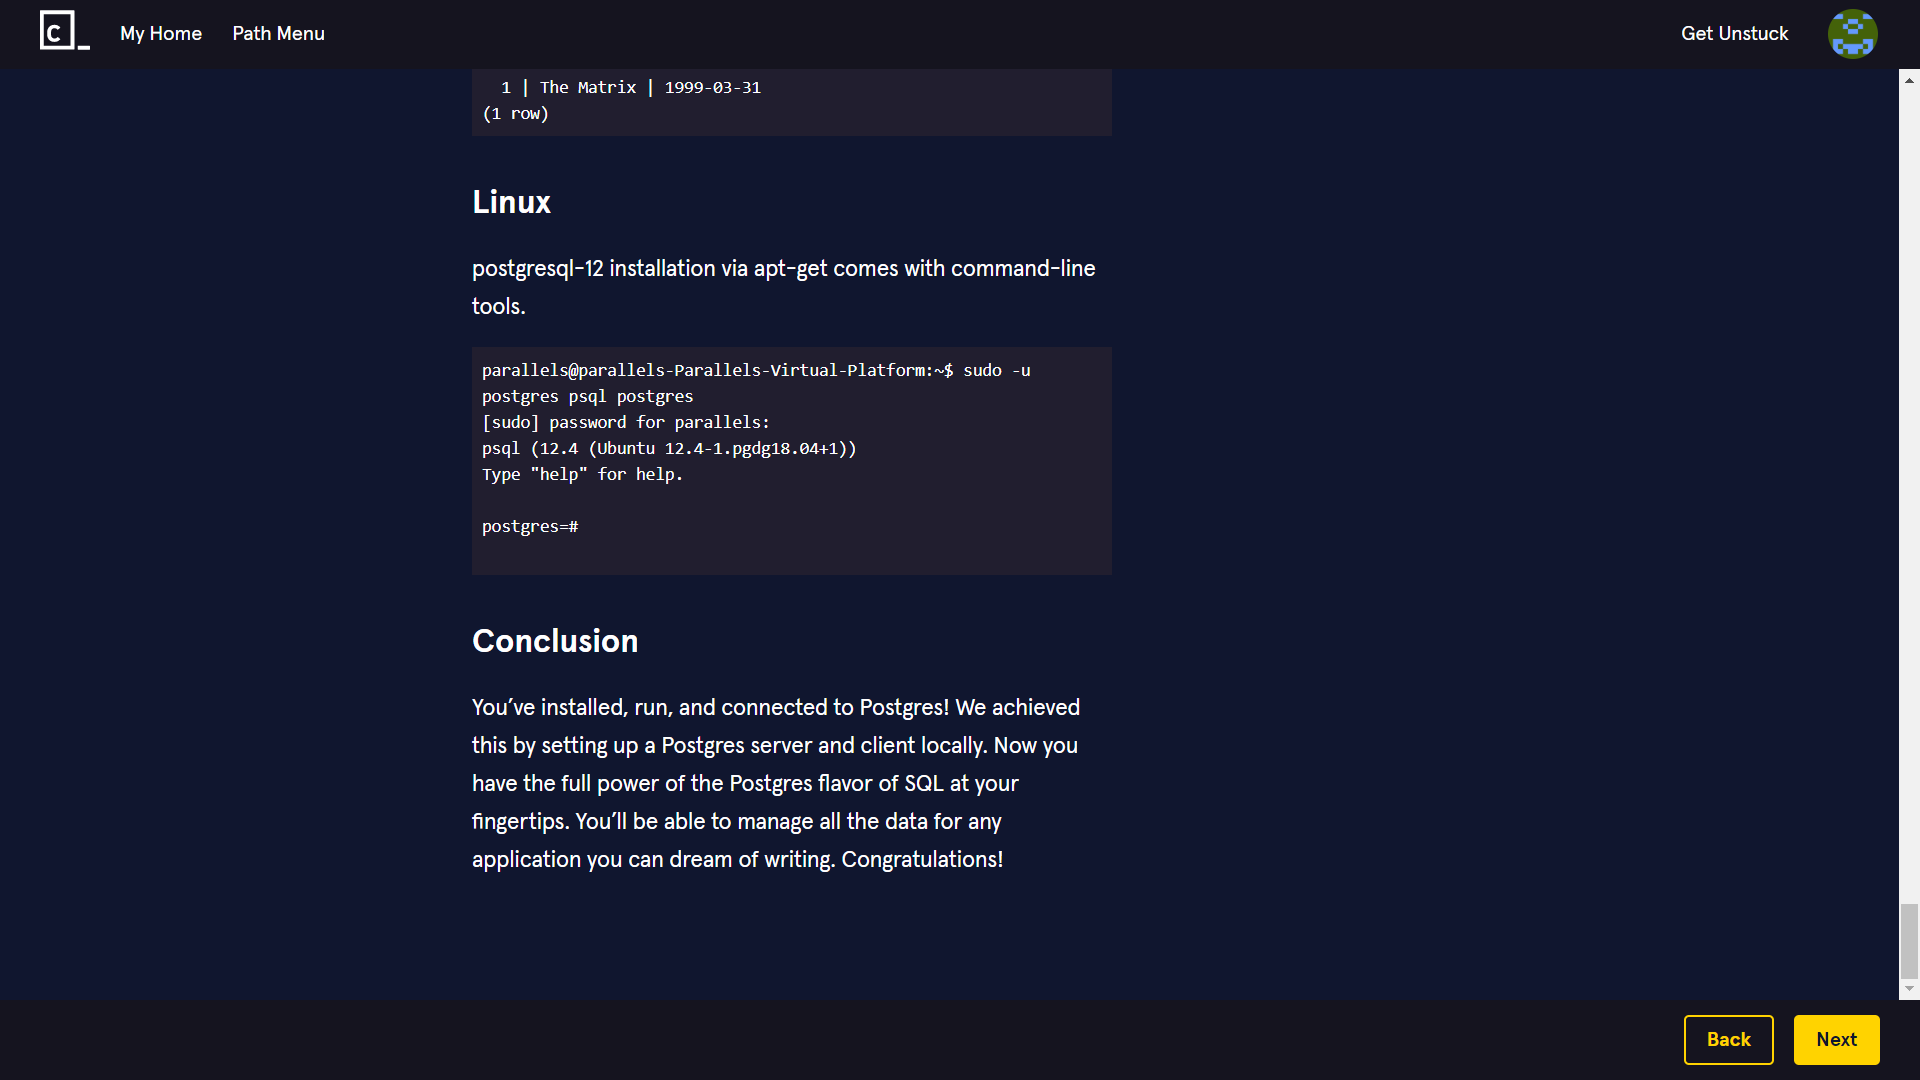 C_
My Home
Path Menu
Get Unstuck
1 | The Matrix | 1999-03-31
(1 row)
Linux
postgresql-12 installation via apt-get comes with command-line
tools.
parallels@parallels-Parallels-Virtual-Platform:~$ sudo -u
postgres psql postgres
[sudo] password for parallels:
psql (12.4 (Ubuntu 12.4-1.pgdg18.04+1))
Type "help" for help.
postgres=#
Conclusion
You’ve installed, run, and connected to Postgres! We achieved
this by setting up a Postgres server and client locally. Now you
have the full power of the Postgres flavor of SQL at your
fingertips. You’ll be able to manage all the data for any
application you can dream of writing. Congratulations!
Back
Next